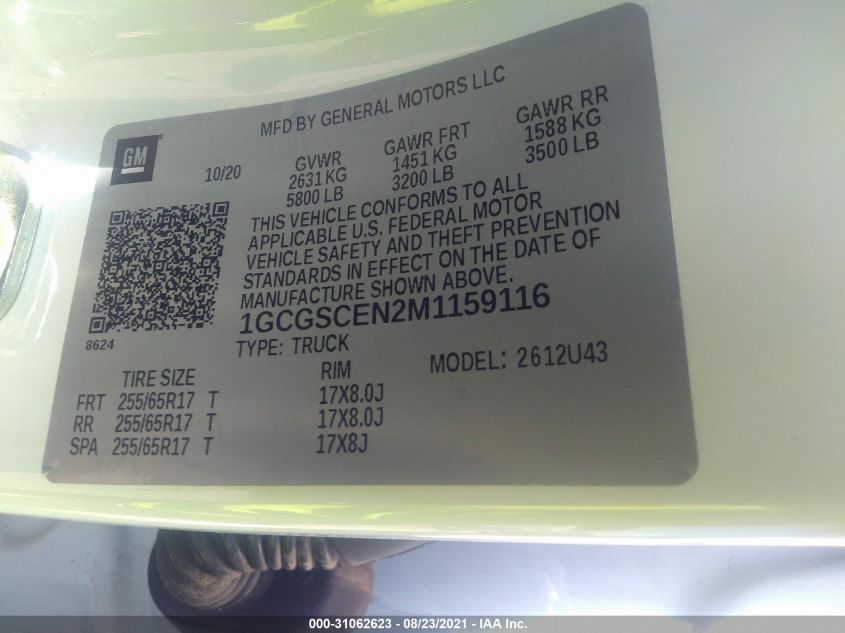 MFD BY GENERAL MOTORS LLC
GM
10/20
GVWR
2631 KG
5800 LB
GAWR FRT
1451 KG
3200 LB
GAWR RR
1588 KG
3500 LB
THIS VEHICLE CONFORMS TO ALL
APPLICABLE U.S. FEDERAL MOTOR
VEHICLE SAFETY AND THEFT PREVENTION
STANDARDS IN EFFECT ON THE DATE OF
MANUFACTURE SHOWN ABOVE.
1GCGSCEN2M1159116
8624
TYPE: TRUCK
MODEL: 2612U43
TIRE SIZE RIM
FRT 255/65R17 T 17X8.0J
RR 255/65R17 T 17X8.0J
SPA 255/65R17 T 17X8J
000-31062623 - 08/23/2021 - IAA Inc.